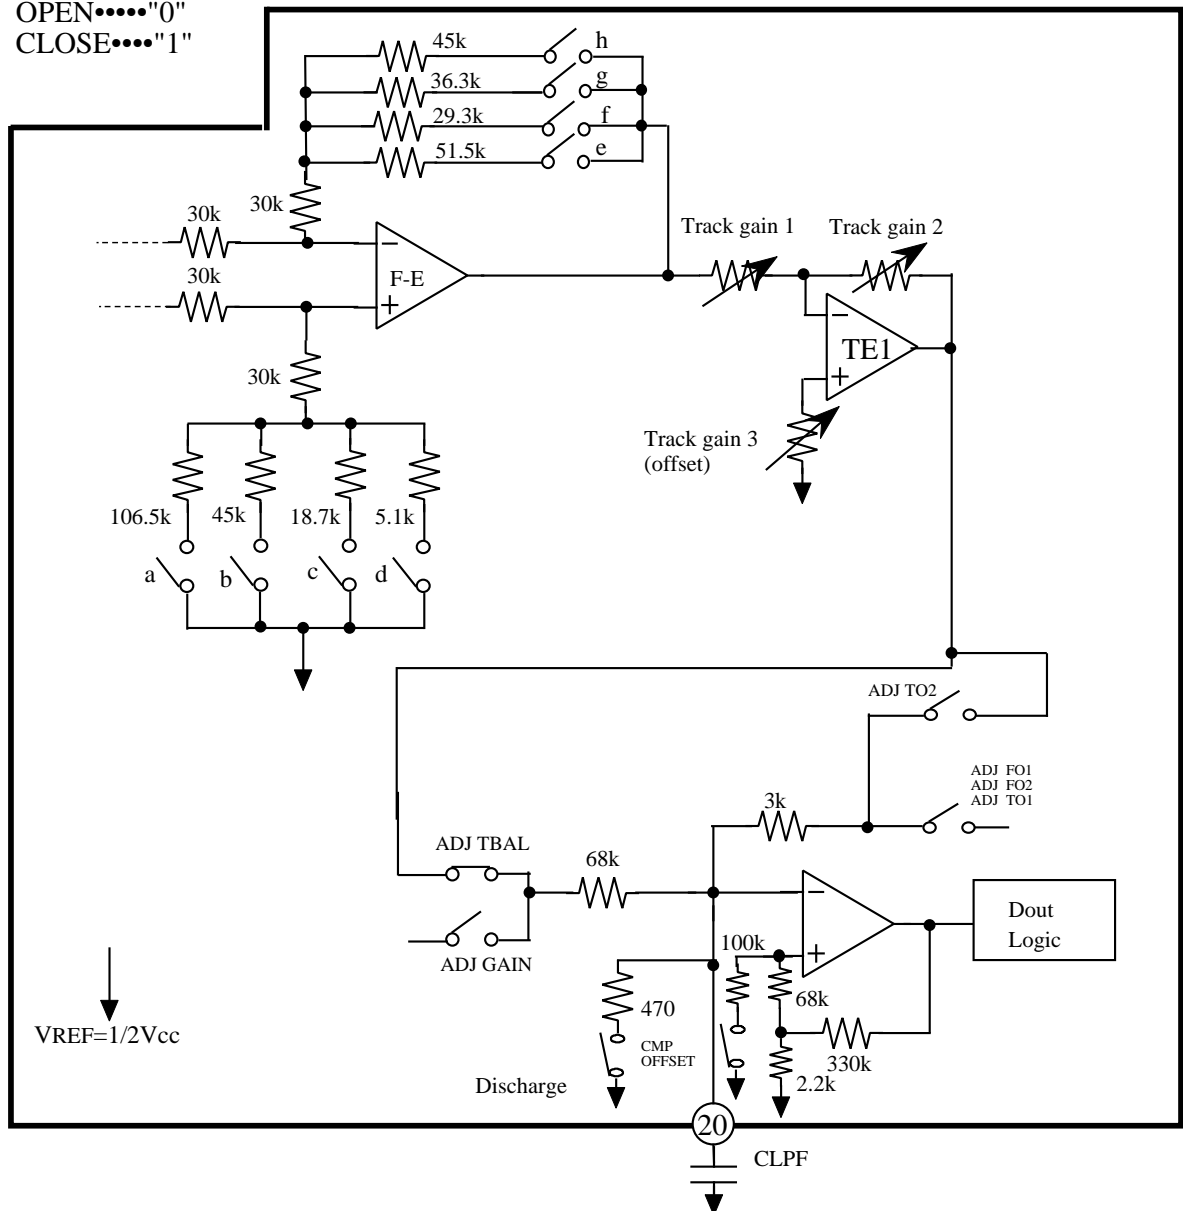 OPEN•••••"0"
CLOSE••••"1"
45k
h
36.3k
g
29.3k
f
51.5k
e
30k
30k
30k
F-E
Track gain 1
Track gain 2
TE1
30k
Track gain 3
(offset)
106.5k
45k
18.7k
5.1k
a
b
c
d
ADJ TO2
ADJ FO1
ADJ FO2
ADJ TO1
3k
ADJ TBAL
68k
ADJ GAIN
100k
68k
Dout
Logic
470
CMP
OFFSET
330k
2.2k
VREF=1/2Vcc
Discharge
20
CLPF